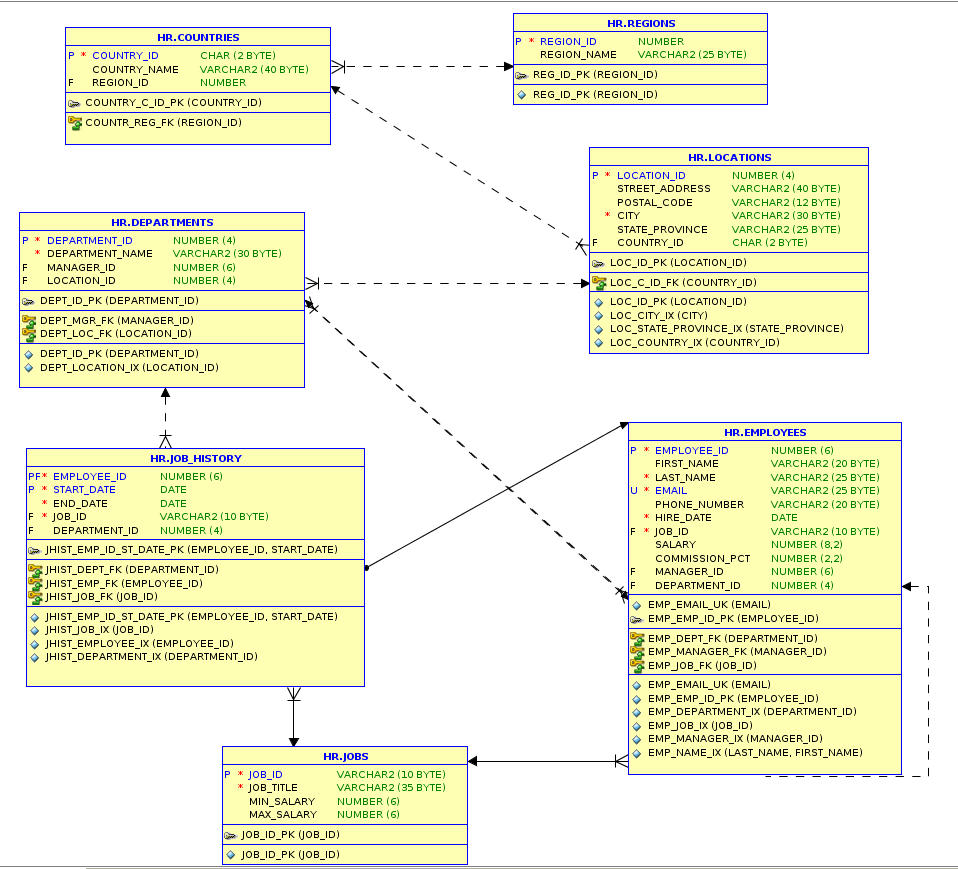 HR.COUNTRIES
P * COUNTRY_ID CHAR (2 BYTE)
COUNTRY_NAME VARCHAR2 (40 BYTE)
F REGION_ID NUMBER
COUNTRY_C_ID_PK (COUNTRY_ID)
COUNTR_REG_FK (REGION_ID)
HR.REGIONS
P * REGION_ID NUMBER
REGION_NAME VARCHAR2 (25 BYTE)
REG_ID_PK (REGION_ID)
REG_ID_PK (REGION_ID)
HR.LOCATIONS
P * LOCATION_ID NUMBER (4)
STREET_ADDRESS VARCHAR2 (40 BYTE)
POSTAL_CODE VARCHAR2 (12 BYTE)
* CITY VARCHAR2 (30 BYTE)
STATE_PROVINCE VARCHAR2 (25 BYTE)
F COUNTRY_ID CHAR (2 BYTE)
LOC_ID_PK (LOCATION_ID)
LOC_C_ID_FK (COUNTRY_ID)
LOC_ID_PK (LOCATION_ID)
LOC_CITY_IX (CITY)
LOC_STATE_PROVINCE_IX (STATE_PROVINCE)
LOC_COUNTRY_IX (COUNTRY_ID)
HR.DEPARTMENTS
P * DEPARTMENT_ID NUMBER (4)
* DEPARTMENT_NAME VARCHAR2 (30 BYTE)
F MANAGER_ID NUMBER (6)
F LOCATION_ID NUMBER (4)
DEPT_ID_PK (DEPARTMENT_ID)
DEPT_MGR_FK (MANAGER_ID)
DEPT_LOC_FK (LOCATION_ID)
DEPT_ID_PK (DEPARTMENT_ID)
DEPT_LOCATION_IX (LOCATION_ID)
HR.JOB_HISTORY
PF* EMPLOYEE_ID NUMBER (6)
P * START_DATE DATE
* END_DATE DATE
F * JOB_ID VARCHAR2 (10 BYTE)
F DEPARTMENT_ID NUMBER (4)
JHIST_EMP_ID_ST_DATE_PK (EMPLOYEE_ID, START_DATE)
JHIST_DEPT_FK (DEPARTMENT_ID)
JHIST_EMP_FK (EMPLOYEE_ID)
JHIST_JOB_FK (JOB_ID)
JHIST_EMP_ID_ST_DATE_PK (EMPLOYEE_ID, START_DATE)
JHIST_JOB_IX (JOB_ID)
JHIST_EMPLOYEE_IX (EMPLOYEE_ID)
JHIST_DEPARTMENT_IX (DEPARTMENT_ID)
HR.EMPLOYEES
P * EMPLOYEE_ID NUMBER (6)
FIRST_NAME VARCHAR2 (20 BYTE)
* LAST_NAME VARCHAR2 (25 BYTE)
U * EMAIL VARCHAR2 (25 BYTE)
PHONE_NUMBER VARCHAR2 (20 BYTE)
* HIRE_DATE DATE
F * JOB_ID VARCHAR2 (10 BYTE)
SALARY NUMBER (8,2)
COMMISSION_PCT NUMBER (2,2)
F MANAGER_ID NUMBER (6)
F DEPARTMENT_ID NUMBER (4)
EMP_EMAIL_UK (EMAIL)
EMP_EMP_ID_PK (EMPLOYEE_ID)
EMP_DEPT_FK (DEPARTMENT_ID)
EMP_MANAGER_FK (MANAGER_ID)
EMP_JOB_FK (JOB_ID)
EMP_EMAIL_UK (EMAIL)
EMP_EMP_ID_PK (EMPLOYEE_ID)
EMP_DEPARTMENT_IX (DEPARTMENT_ID)
EMP_JOB_IX (JOB_ID)
EMP_MANAGER_IX (MANAGER_ID)
EMP_NAME_IX (LAST_NAME, FIRST_NAME)
HR.JOBS
P * JOB_ID VARCHAR2 (10 BYTE)
* JOB_TITLE VARCHAR2 (35 BYTE)
MIN_SALARY NUMBER (6)
MAX_SALARY NUMBER (6)
JOB_ID_PK (JOB_ID)
JOB_ID_PK (JOB_ID)